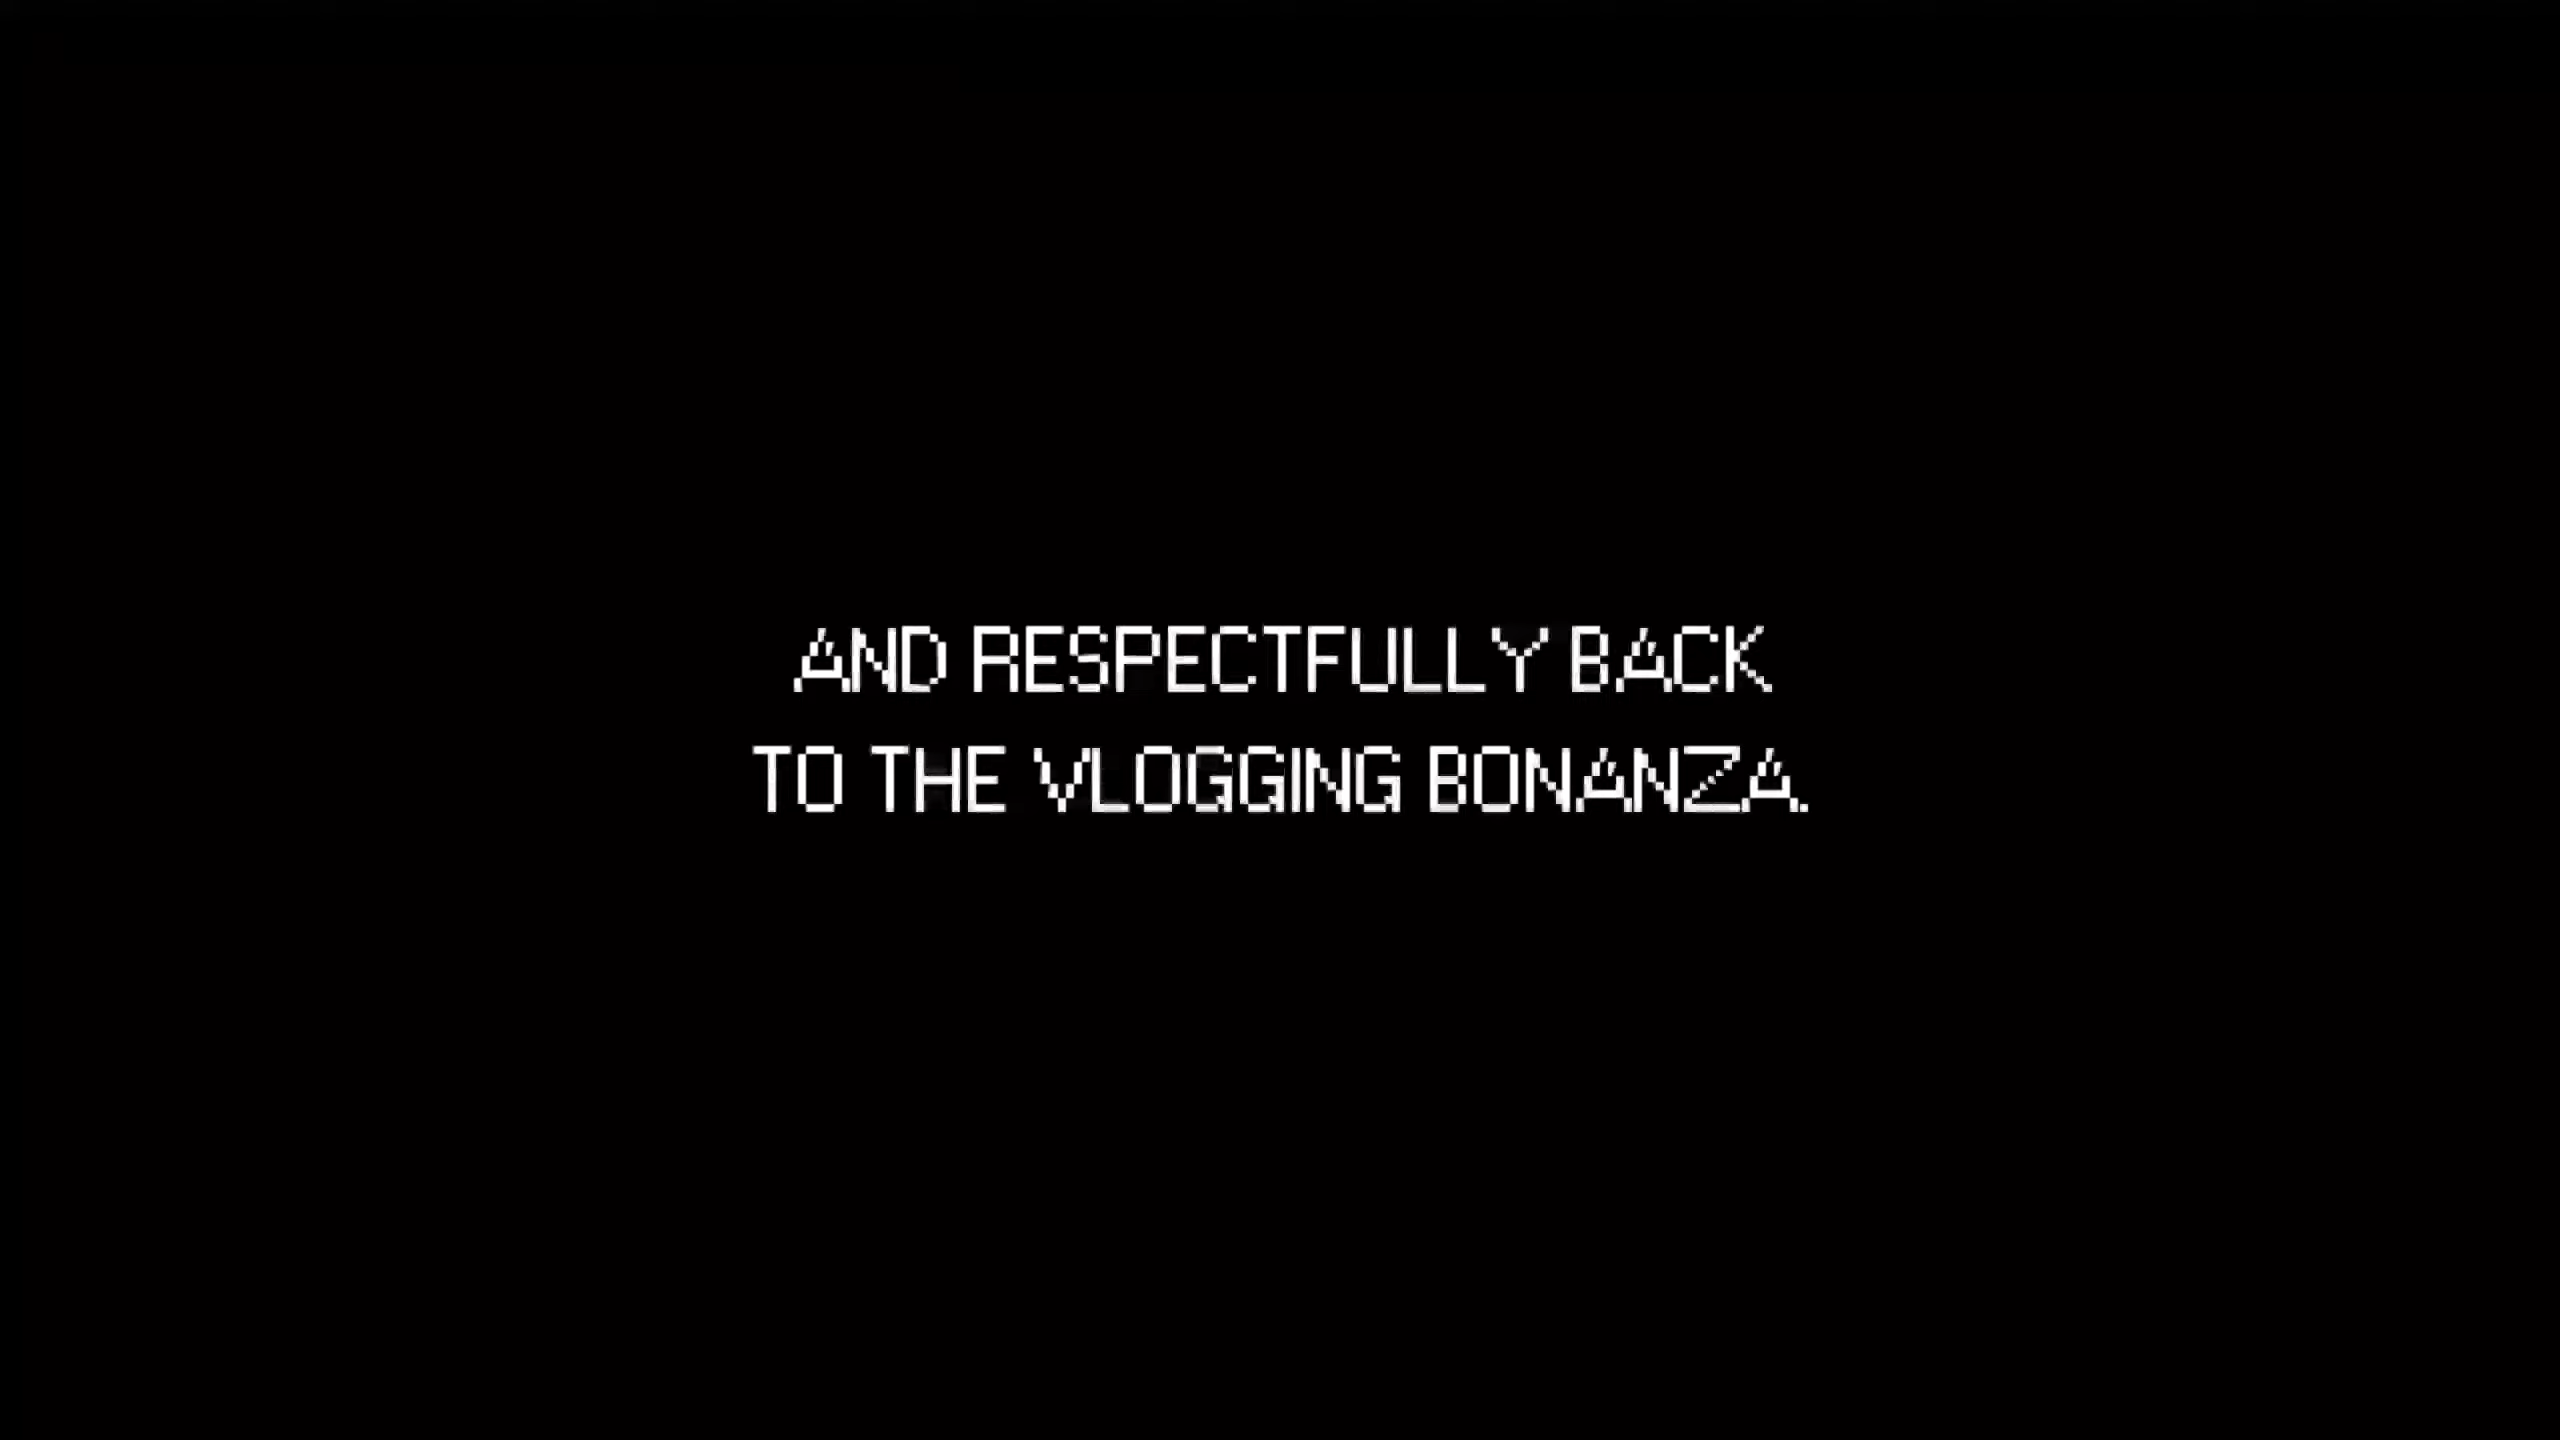 AND RESPECTFULLY BACK
TO THE VLOGGING BONANZA.